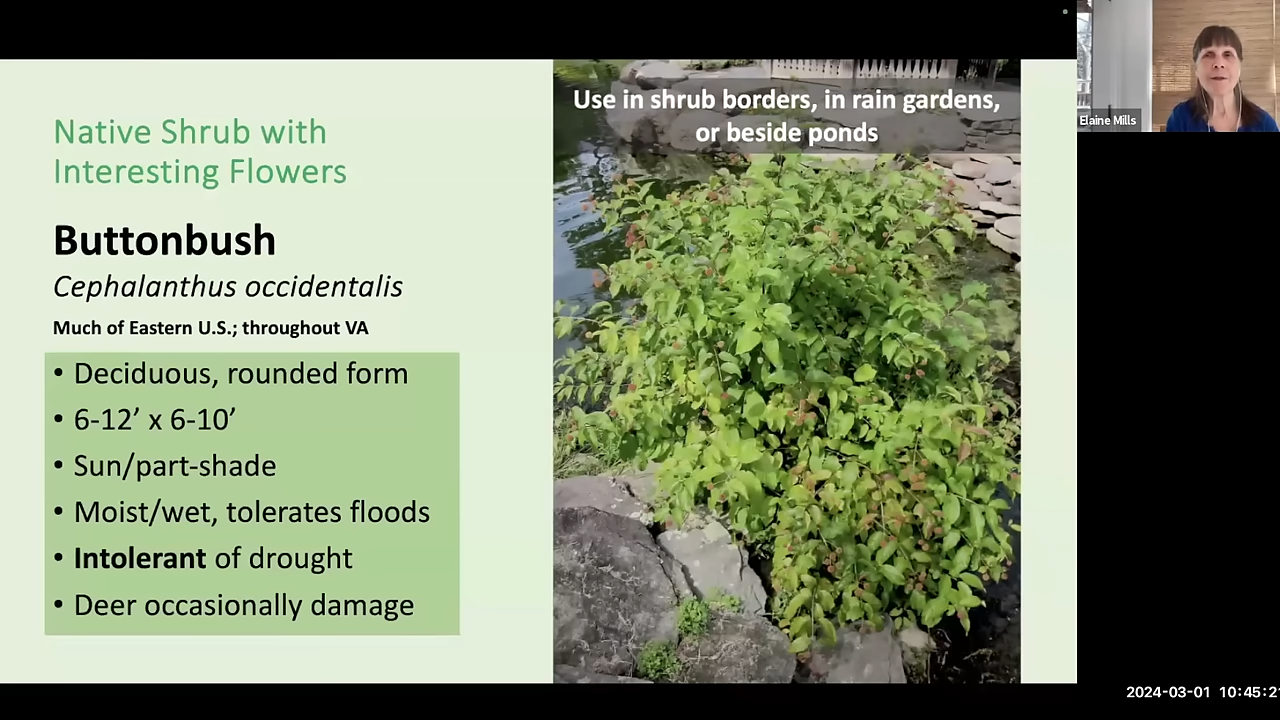 Native Shrub with
Interesting Flowers
Buttonbush
Cephalanthus occidentalis
Much of Eastern U.S.; throughout VA
• Deciduous, rounded form
• 6-12’ x 6-10’
• Sun/part-shade
• Moist/wet, tolerates floods
• Intolerant of drought
• Deer occasionally damage
Use in shrub borders, in rain gardens,
or beside ponds
Elaine Mills
2024-03-01 10:45:2